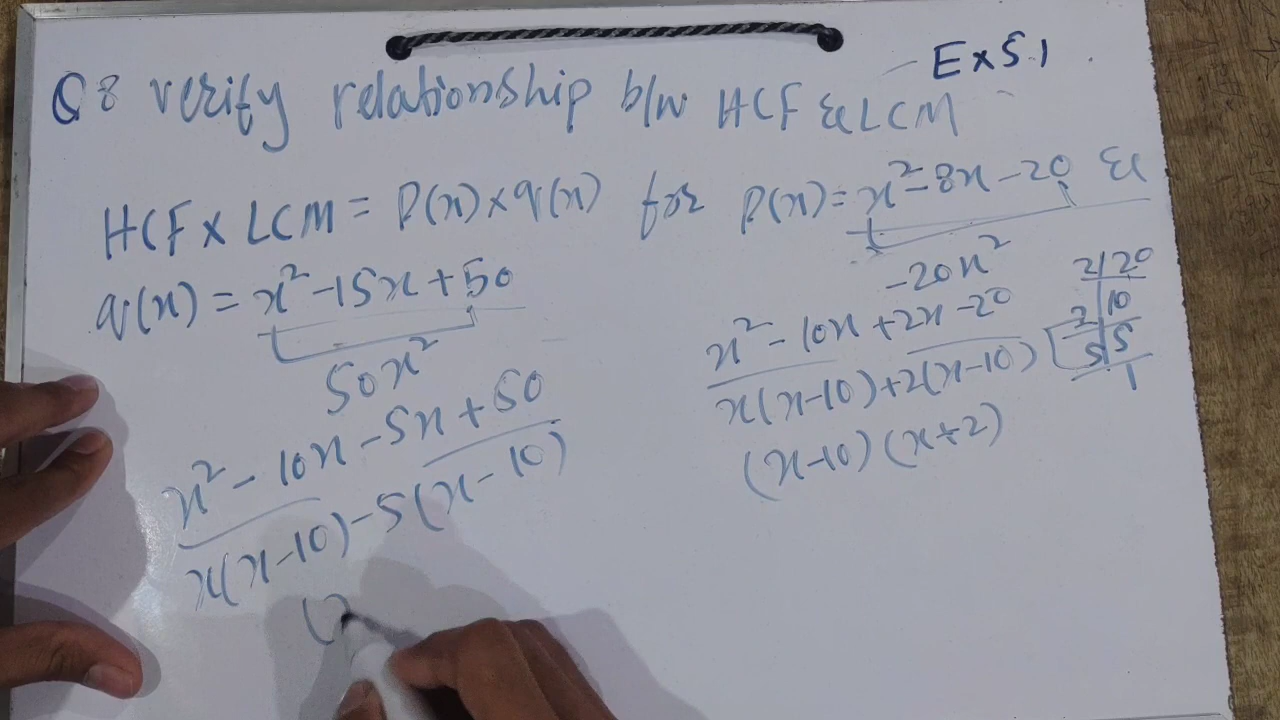 Ex 5.1
Q8 verify relationship b/w HCF & LCM
HCF x LCM = P(x) x q(x) for P(x) = x² - 8x - 20 &
q(x) = x² - 15x + 50
50x²
x² - 10x - 5x + 50
x(x-10) - 5(x-10)
(
-20x²
x² - 10x + 2x - 20
x(x-10) + 2(x-10)
(x-10) (x+2)
2|20
2|10
5|5
1